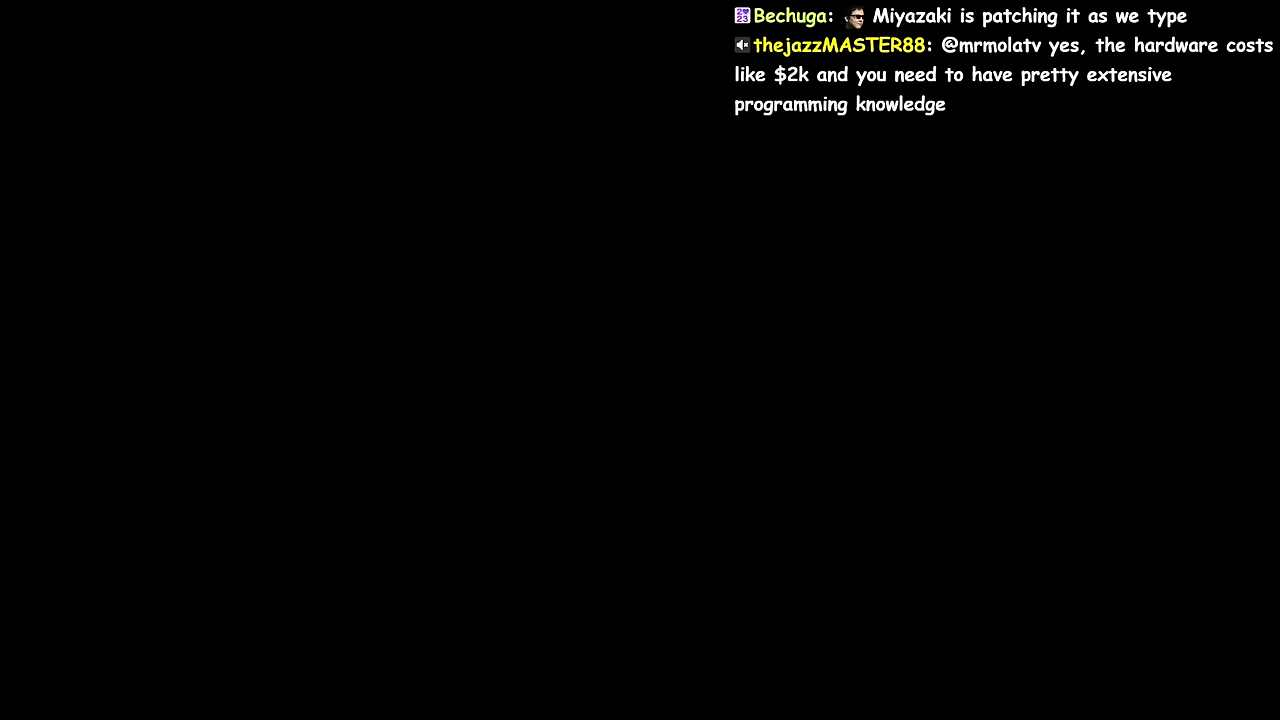 Bechuga: Miyazaki is patching it as we type
thejazzMASTER88: @mrmolatv yes, the hardware costs
like $2k and you need to have pretty extensive
programming knowledge